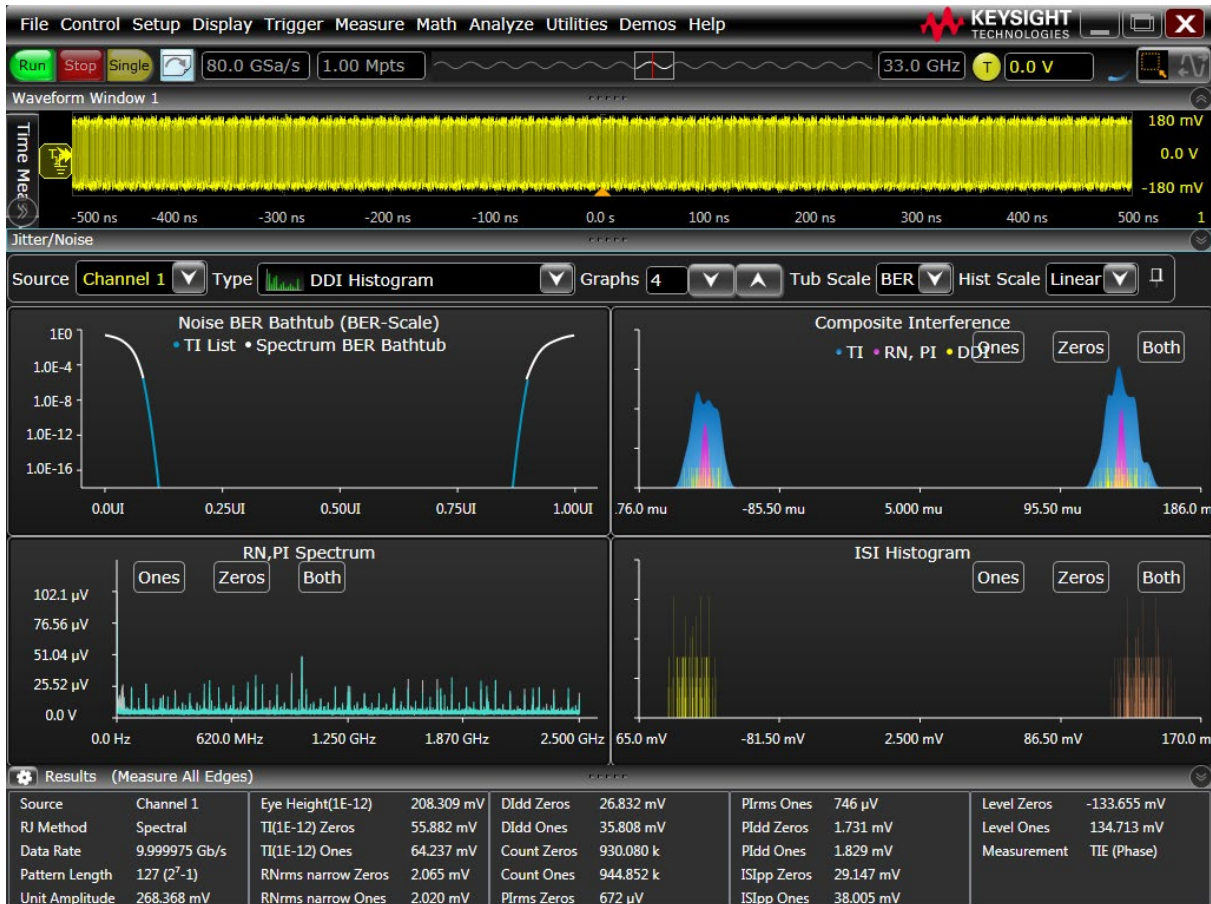 File Control Setup Display Trigger Measure Math Analyze Utilities Demos Help
KEYSIGHT
TECHNOLOGIES
Run Stop Single 80.0 GSa/s 1.00 Mpts 33.0 GHz T 0.0 V
Waveform Window 1
Time Mea
180 mV
0.0 V
-180 mV
-500 ns -400 ns -300 ns -200 ns -100 ns 0.0 s 100 ns 200 ns 300 ns 400 ns 500 ns 1
Jitter/Noise
Source Channel 1 Type DDI Histogram Graphs 4 Tub Scale BER Hist Scale Linear
Noise BER Bathtub (BER-Scale)
TI List • Spectrum BER Bathtub
1E0
1.0E-4
1.0E-8
1.0E-12
1.0E-16
0.0UI 0.25UI 0.50UI 0.75UI 1.00UI
Composite Interference
• TI • RN, PI • DDI Ones Zeros Both
.76.0 mu -85.50 mu 5.000 mu 95.50 mu 186.0 m
RN,PI Spectrum
Ones Zeros Both
102.1 µV
76.56 µV
51.04 µV
25.52 µV
0.0 V
0.0 Hz 620.0 MHz 1.250 GHz 1.870 GHz 2.500 GHz
ISI Histogram
Ones Zeros Both
65.0 mV -81.50 mV 2.500 mV 86.50 mV 170.0 m
Results (Measure All Edges)
Source Channel 1 Eye Height(1E-12) 208.309 mV DIdd Zeros 26.832 mV PIrms Ones 746 µV Level Zeros -133.655 mV
RJ Method Spectral TI(1E-12) Zeros 55.882 mV DIdd Ones 35.808 mV PIdd Zeros 1.731 mV Level Ones 134.713 mV
Data Rate 9.999975 Gb/s TI(1E-12) Ones 64.237 mV Count Zeros 930.080 k PIdd Ones 1.829 mV Measurement TIE (Phase)
Pattern Length 127 (2⁷-1) RNrms narrow Zeros 2.065 mV Count Ones 944.852 k ISIpp Zeros 29.147 mV
Unit Amplitude 268.368 mV RNrms narrow Ones 2.020 mV PIrms Zeros 672 µV ISIpp Ones 38.005 mV